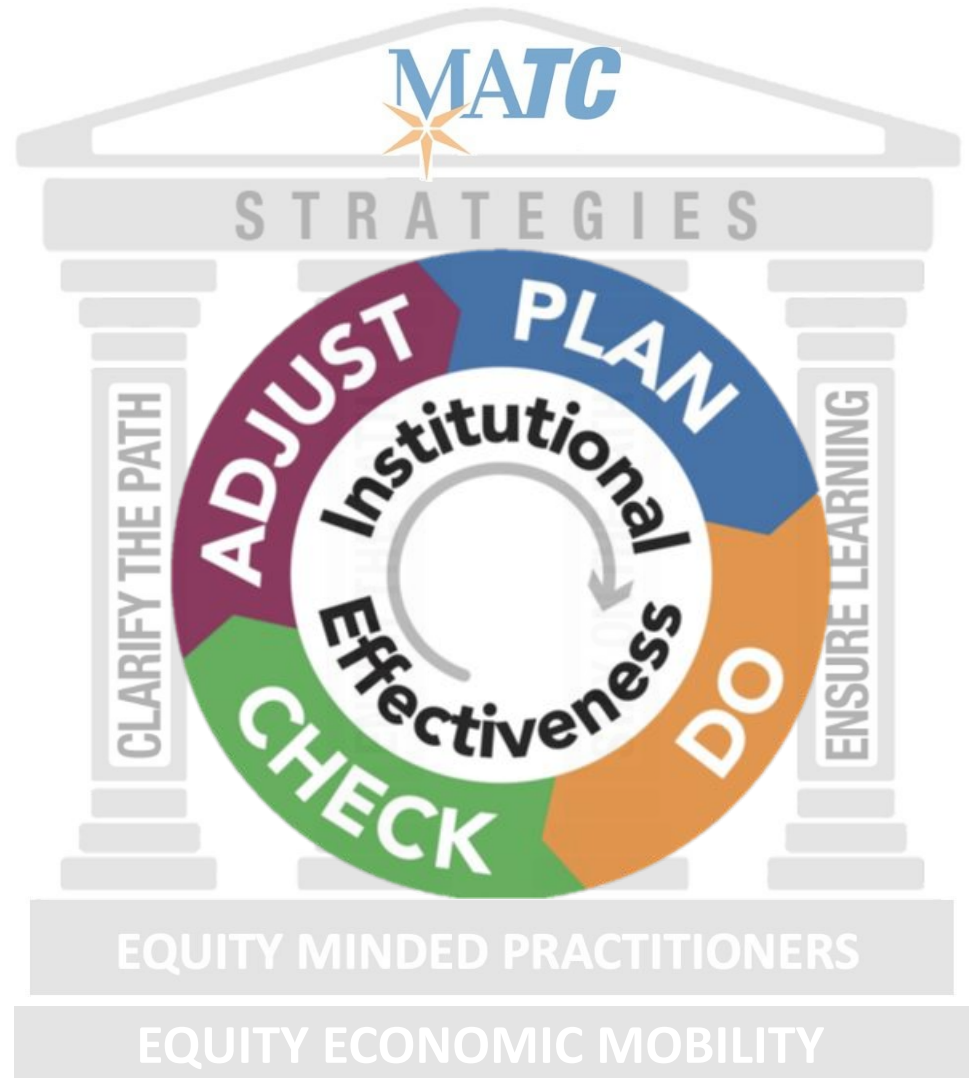 MATC
STRATEGIES
CLARIFY THE PATH
ENSURE LEARNING
PLAN
DO
CHECK
ADJUST
Institutional
Effectiveness
EQUITY MINDED PRACTITIONERS
EQUITY ECONOMIC MOBILITY